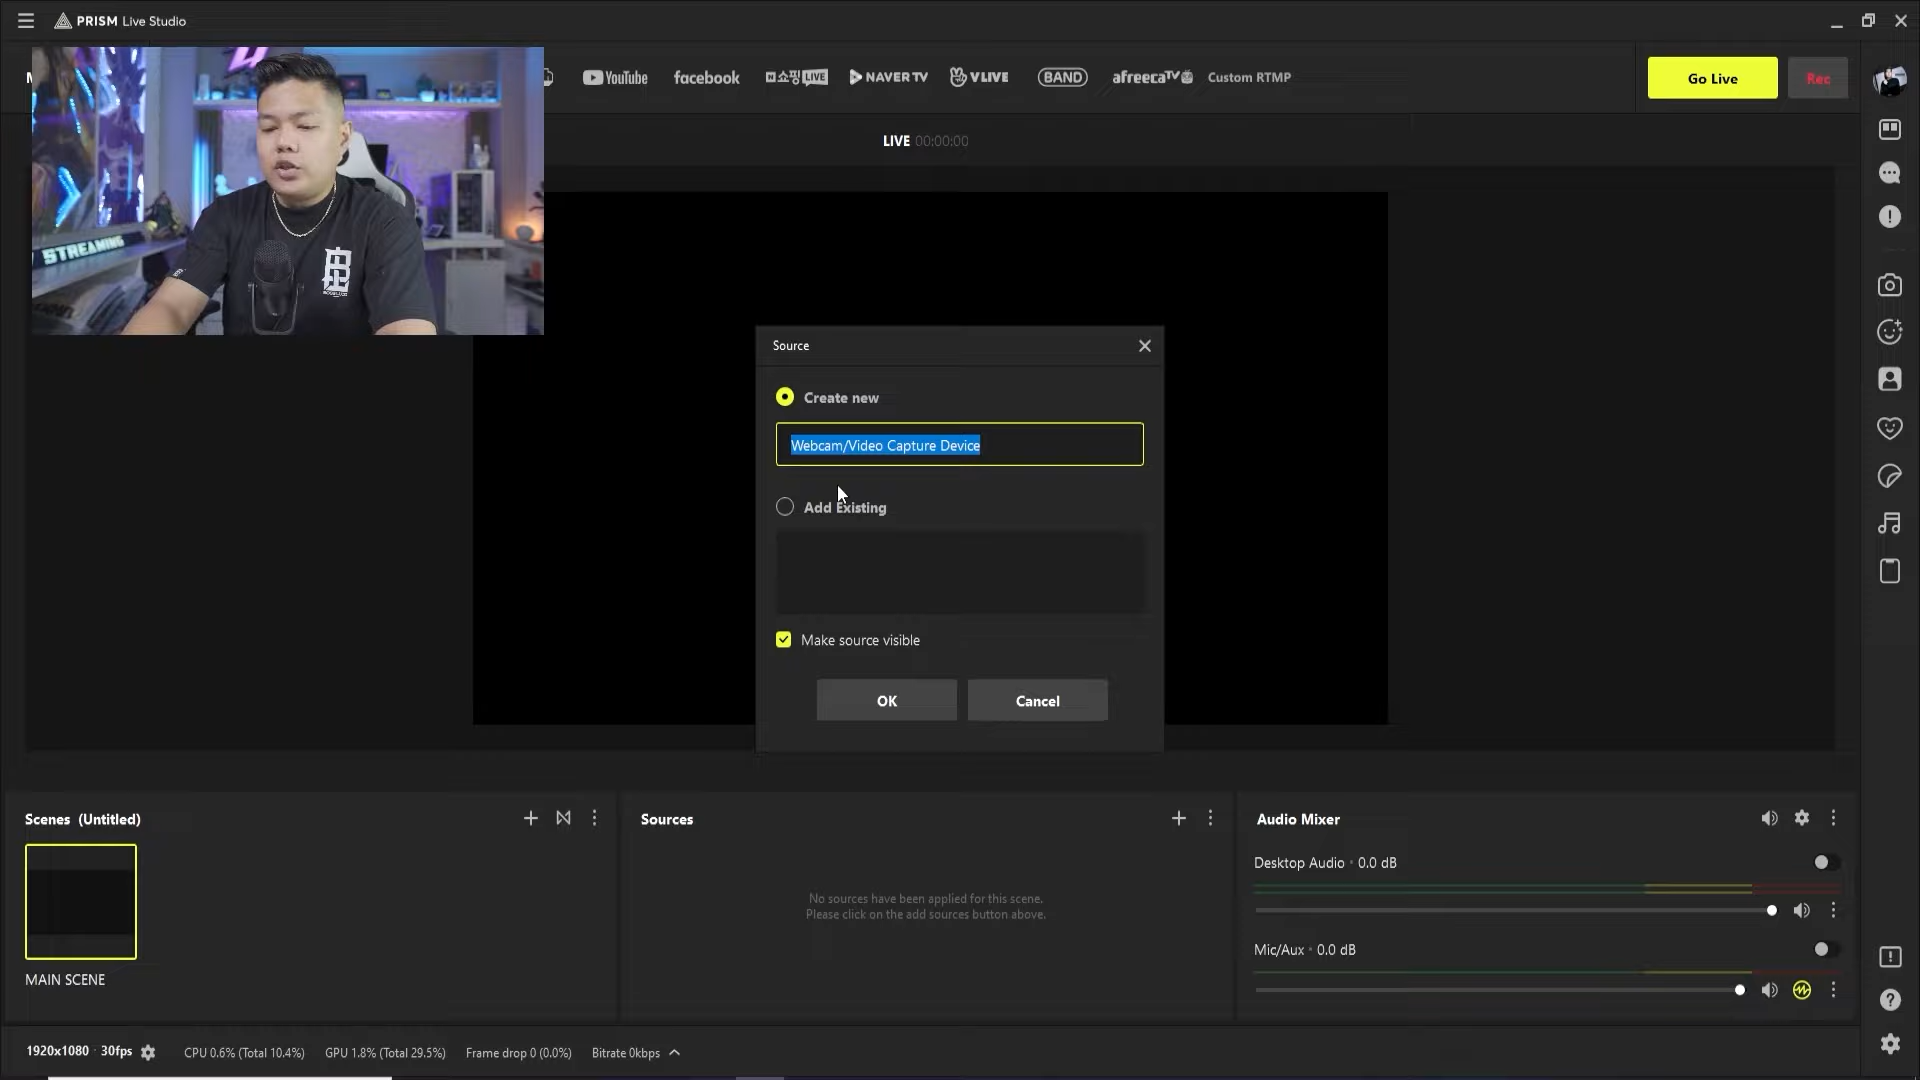 PRISM Live Studio
M
YouTube
facebook
쇼핑 LIVE
NAVER TV
VLIVE
BAND
afreecaTV
Custom RTMP
Go Live
Rec
LIVE 00:00:00
STREAMING
Source
Create new
Webcam/Video Capture Device
Add Existing
Make source visible
OK
Cancel
Scenes (Untitled)
MAIN SCENE
Sources
No sources have been applied for this scene.
Please click on the add sources button above.
Audio Mixer
Desktop Audio • 0.0 dB
Mic/Aux • 0.0 dB
1920x1080 · 30fps
CPU 0.6% (Total 10.4%)
GPU 1.8% (Total 29.5%)
Frame drop 0 (0.0%)
Bitrate 0kbps